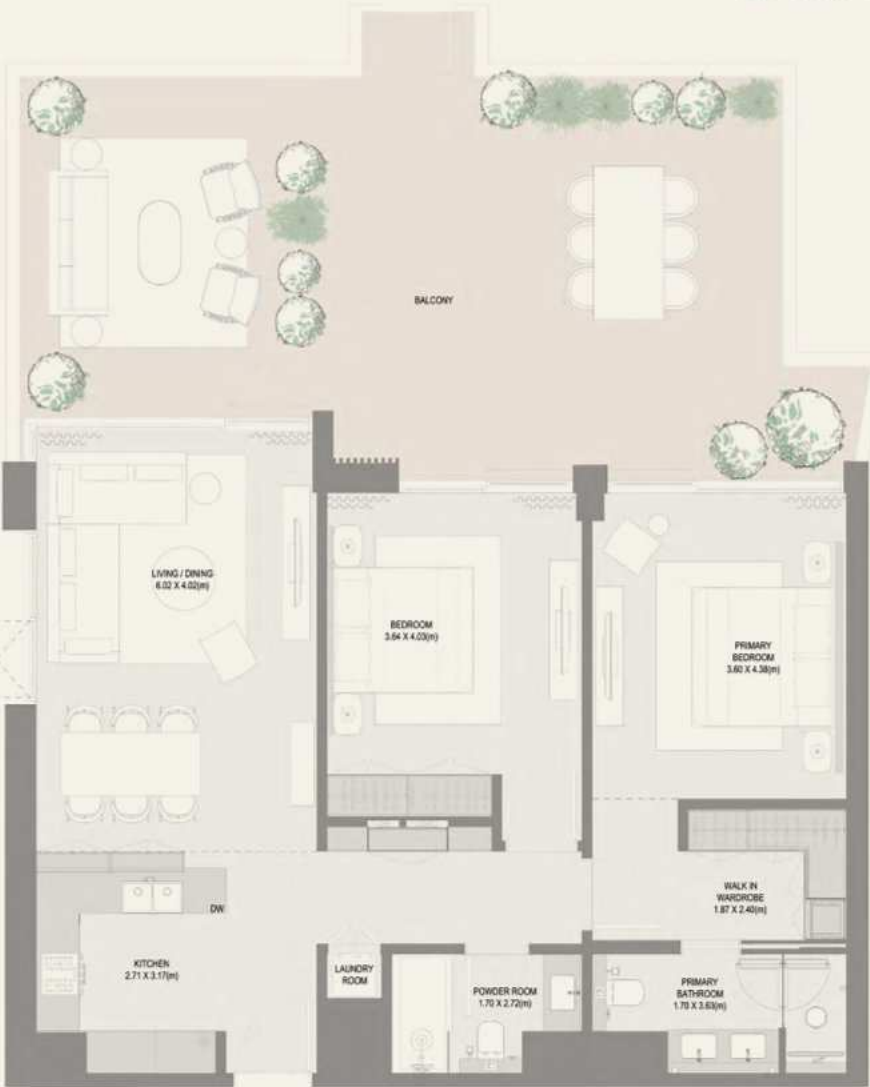 BALCONY
LIVING / DINING
6.02 X 4.02(m)
BEDROOM
3.64 X 4.03(m)
PRIMARY
BEDROOM
3.60 X 4.38(m)
WALK IN
WARDROBE
1.87 X 2.40(m)
DW
KITCHEN
2.71 X 3.17(m)
LAUNDRY
ROOM
POWDER ROOM
1.70 X 2.72(m)
PRIMARY
BATHROOM
1.70 X 3.63(m)